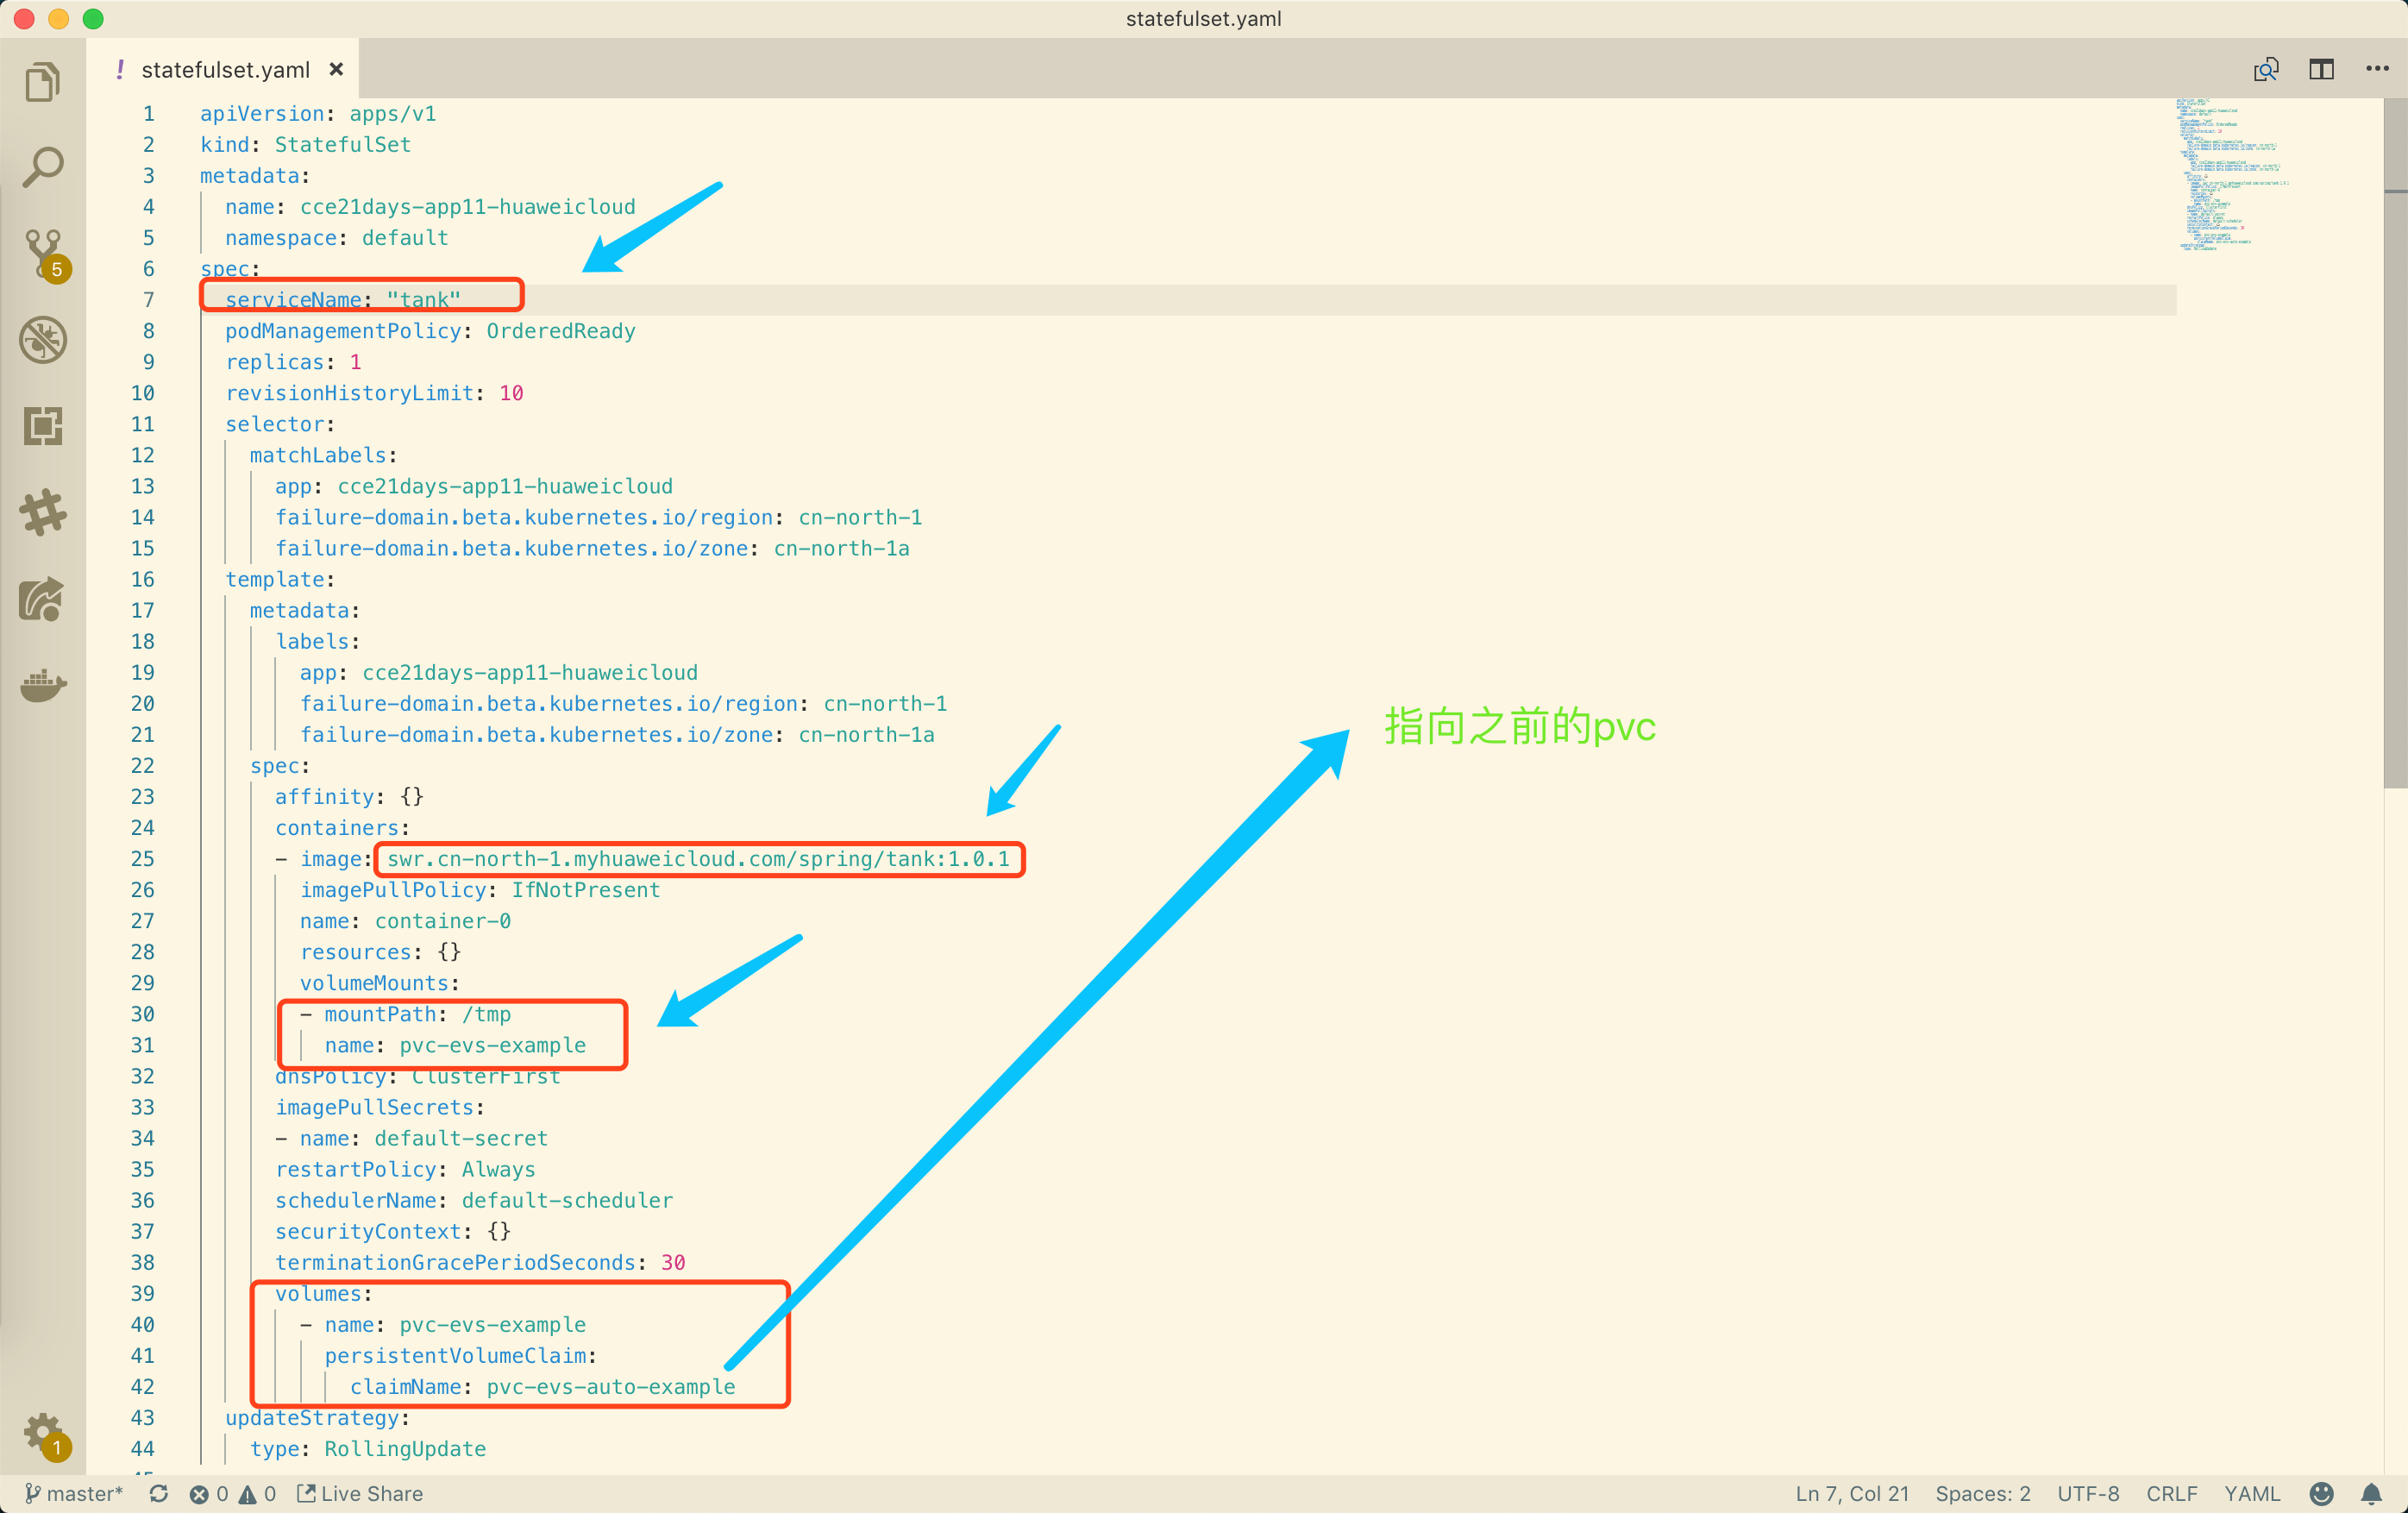 statefulset.yaml
! statefulset.yaml ×
1 apiVersion: apps/v1
2 kind: StatefulSet
3 metadata:
4   name: cce21days-app11-huaweicloud
5   namespace: default
6 spec:
7   serviceName: "tank"
8   podManagementPolicy: OrderedReady
9   replicas: 1
10   revisionHistoryLimit: 10
11   selector:
12     matchLabels:
13       app: cce21days-app11-huaweicloud
14       failure-domain.beta.kubernetes.io/region: cn-north-1
15       failure-domain.beta.kubernetes.io/zone: cn-north-1a
16   template:
17     metadata:
18       labels:
19         app: cce21days-app11-huaweicloud
20         failure-domain.beta.kubernetes.io/region: cn-north-1
21         failure-domain.beta.kubernetes.io/zone: cn-north-1a
指向之前的pvc
22     spec:
23       affinity: {}
24       containers:
25       - image: swr.cn-north-1.myhuaweicloud.com/spring/tank:1.0.1
26         imagePullPolicy: IfNotPresent
27         name: container-0
28         resources: {}
29         volumeMounts:
30         - mountPath: /tmp
31           name: pvc-evs-example
32       dnsPolicy: ClusterFirst
33       imagePullSecrets:
34       - name: default-secret
35       restartPolicy: Always
36       schedulerName: default-scheduler
37       securityContext: {}
38       terminationGracePeriodSeconds: 30
39       volumes:
40         - name: pvc-evs-example
41           persistentVolumeClaim:
42             claimName: pvc-evs-auto-example
43   updateStrategy:
44     type: RollingUpdate
5
1
master* 0 0 Live Share
Ln 7, Col 21 Spaces: 2 UTF-8 CRLF YAML